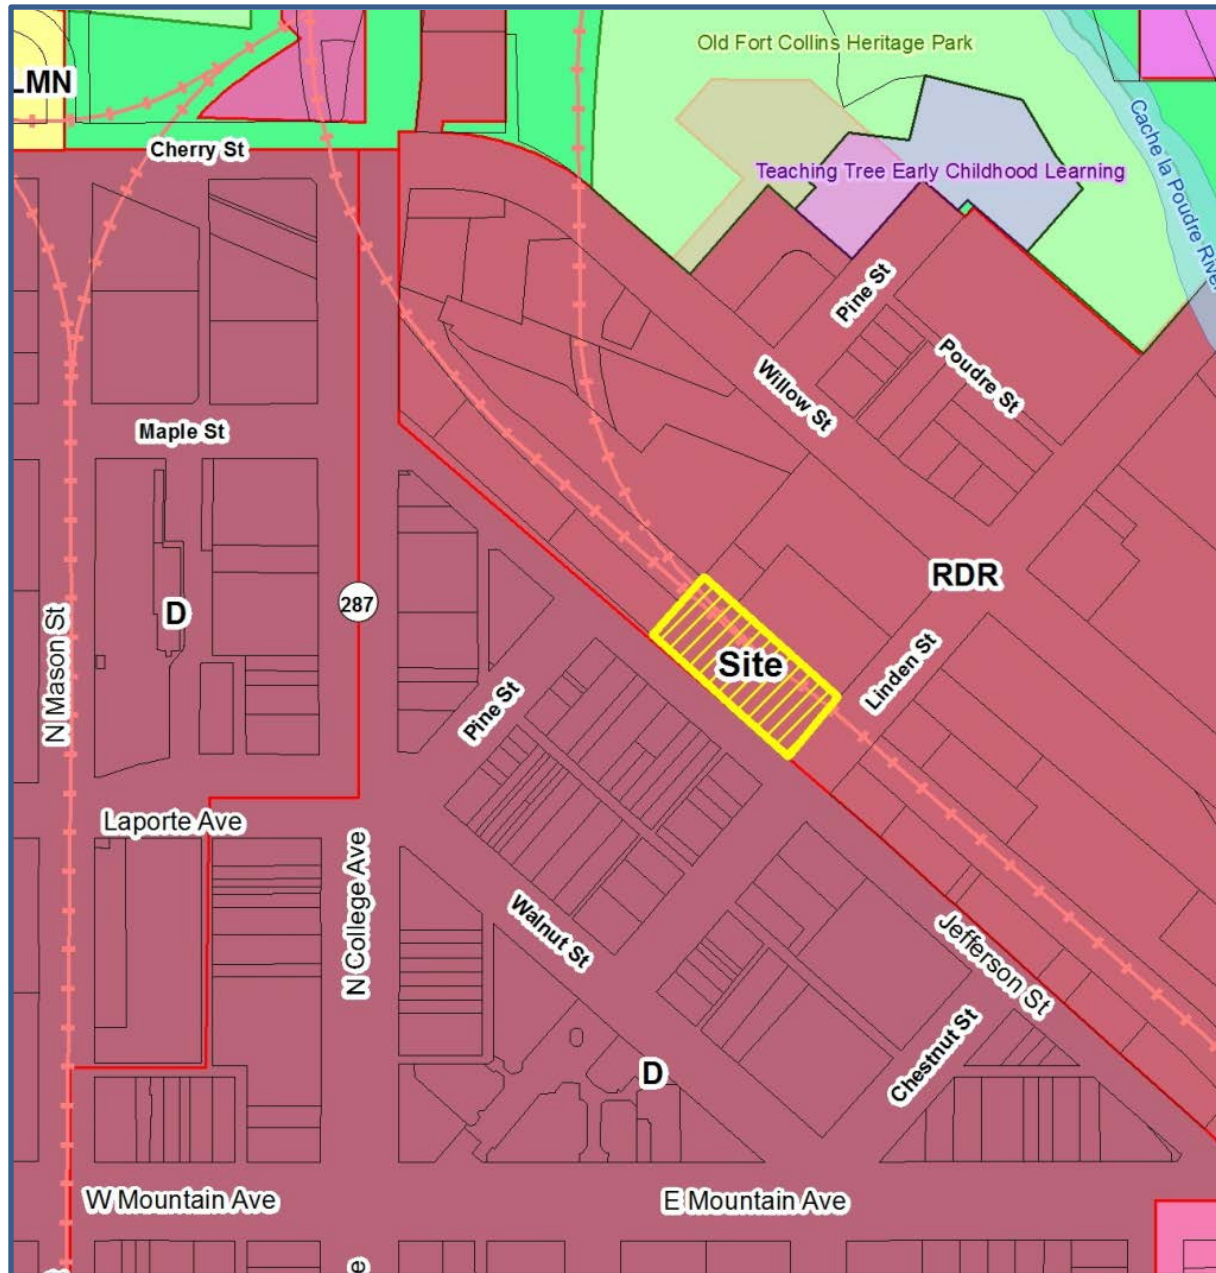 Old Fort Collins Heritage Park
LMN
Cache la Poudre River
Cherry St
Teaching Tree Early Childhood Learning
Pine St
Poudre St
Willow St
Maple St
RDR
287
D
N Mason St
Site
Linden St
Pine St
Laporte Ave
N College Ave
Walnut St
Jefferson St
Chestnut St
D
W Mountain Ave
E Mountain Ave